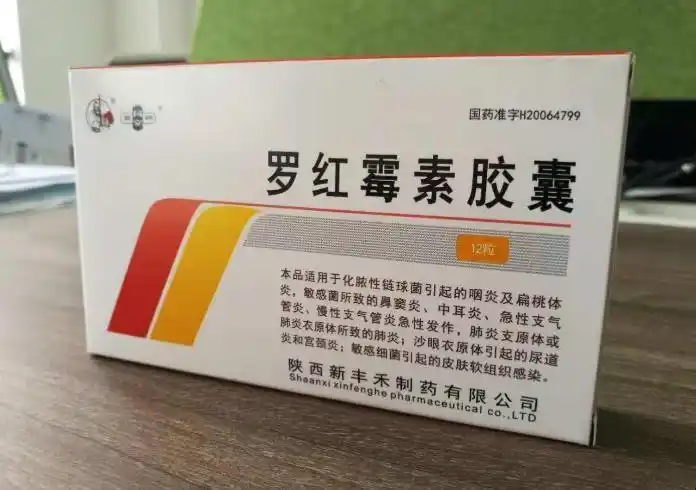 国药准字H20064799
罗红霉素胶囊
12粒
本品适用于化脓性链球菌引起的咽炎及扁桃体
炎，敏感菌所致的鼻窦炎、中耳炎、急性支气
管炎、慢性支气管炎急性发作，肺炎支原体或
肺炎衣原体所致的肺炎；沙眼衣原体引起的尿道
炎和宫颈炎；敏感细菌引起的皮肤软组织感染。
陕西新丰禾制药有限公司
Shaanxi xinfenghe pharmaceutical co.,LTD